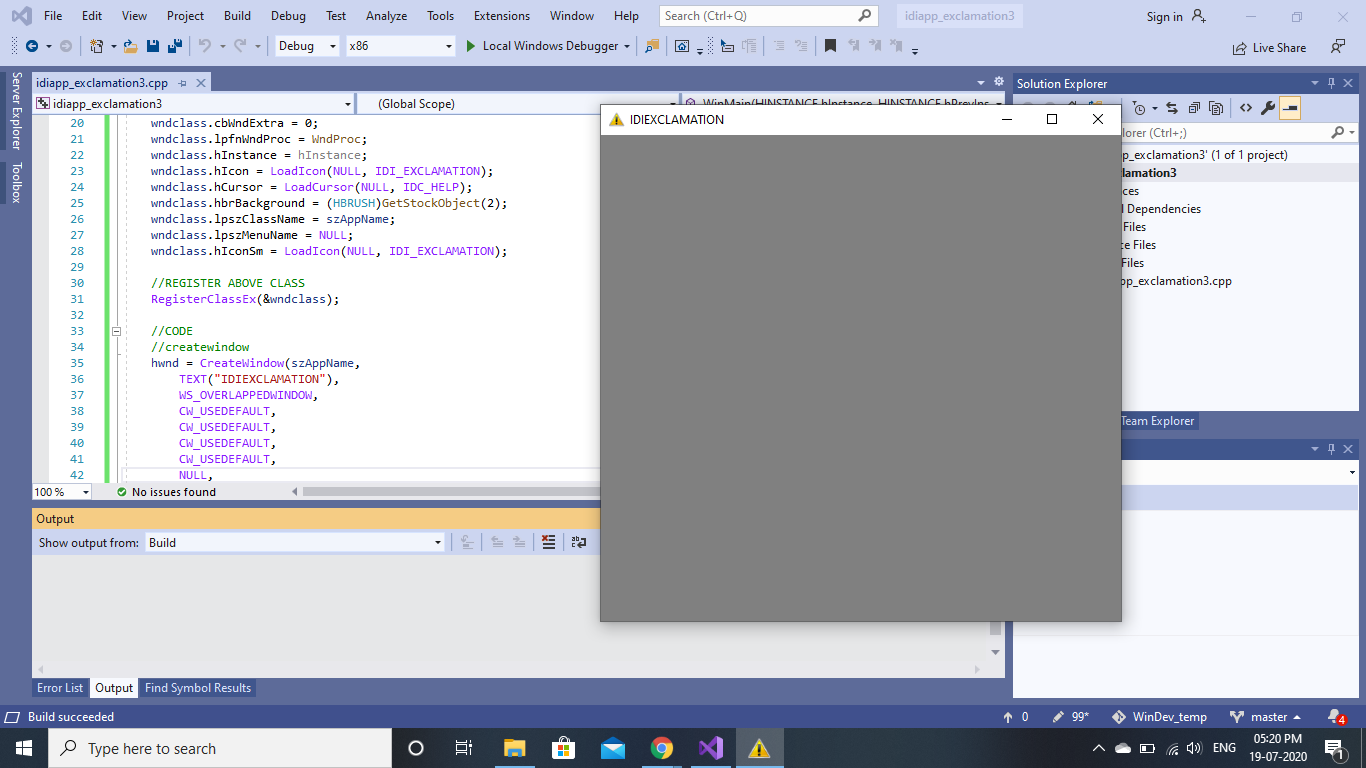 File Edit View Project Build Debug Test Analyze Tools Extensions Window Help Search (Ctrl+Q) idiapp_exclamation3 Sign in
Debug x86 Local Windows Debugger Live Share
Server Explorer
Toolbox
idiapp_exclamation3.cpp
idiapp_exclamation3 (Global Scope) WinMain(HINSTANCE hInstance, HINSTANCE hPrevIns
20 wndclass.cbWndExtra = 0;
21 wndclass.lpfnWndProc = WndProc;
22 wndclass.hInstance = hInstance;
23 wndclass.hIcon = LoadIcon(NULL, IDI_EXCLAMATION);
24 wndclass.hCursor = LoadCursor(NULL, IDC_HELP);
25 wndclass.hbrBackground = (HBRUSH)GetStockObject(2);
26 wndclass.lpszClassName = szAppName;
27 wndclass.lpszMenuName = NULL;
28 wndclass.hIconSm = LoadIcon(NULL, IDI_EXCLAMATION);
29
30 //REGISTER ABOVE CLASS
31 RegisterClassEx(&wndclass);
32
33 //CODE
34 //createwindow
35 hwnd = CreateWindow(szAppName,
36 TEXT("IDIEXCLAMATION"),
37 WS_OVERLAPPEDWINDOW,
38 CW_USEDEFAULT,
39 CW_USEDEFAULT,
40 CW_USEDEFAULT,
41 CW_USEDEFAULT,
42 NULL,
100 % No issues found
IDIEXCLAMATION
Solution Explorer
lorer (Ctrl+;)
p_exclamation3' (1 of 1 project)
lamation3
ces
l Dependencies
Files
ce Files
Files
pp_exclamation3.cpp
Team Explorer
Output
Show output from: Build
Error List Output Find Symbol Results
Build succeeded 0 99* WinDev_temp master 4
Type here to search ENG 05:20 PM
19-07-2020 1